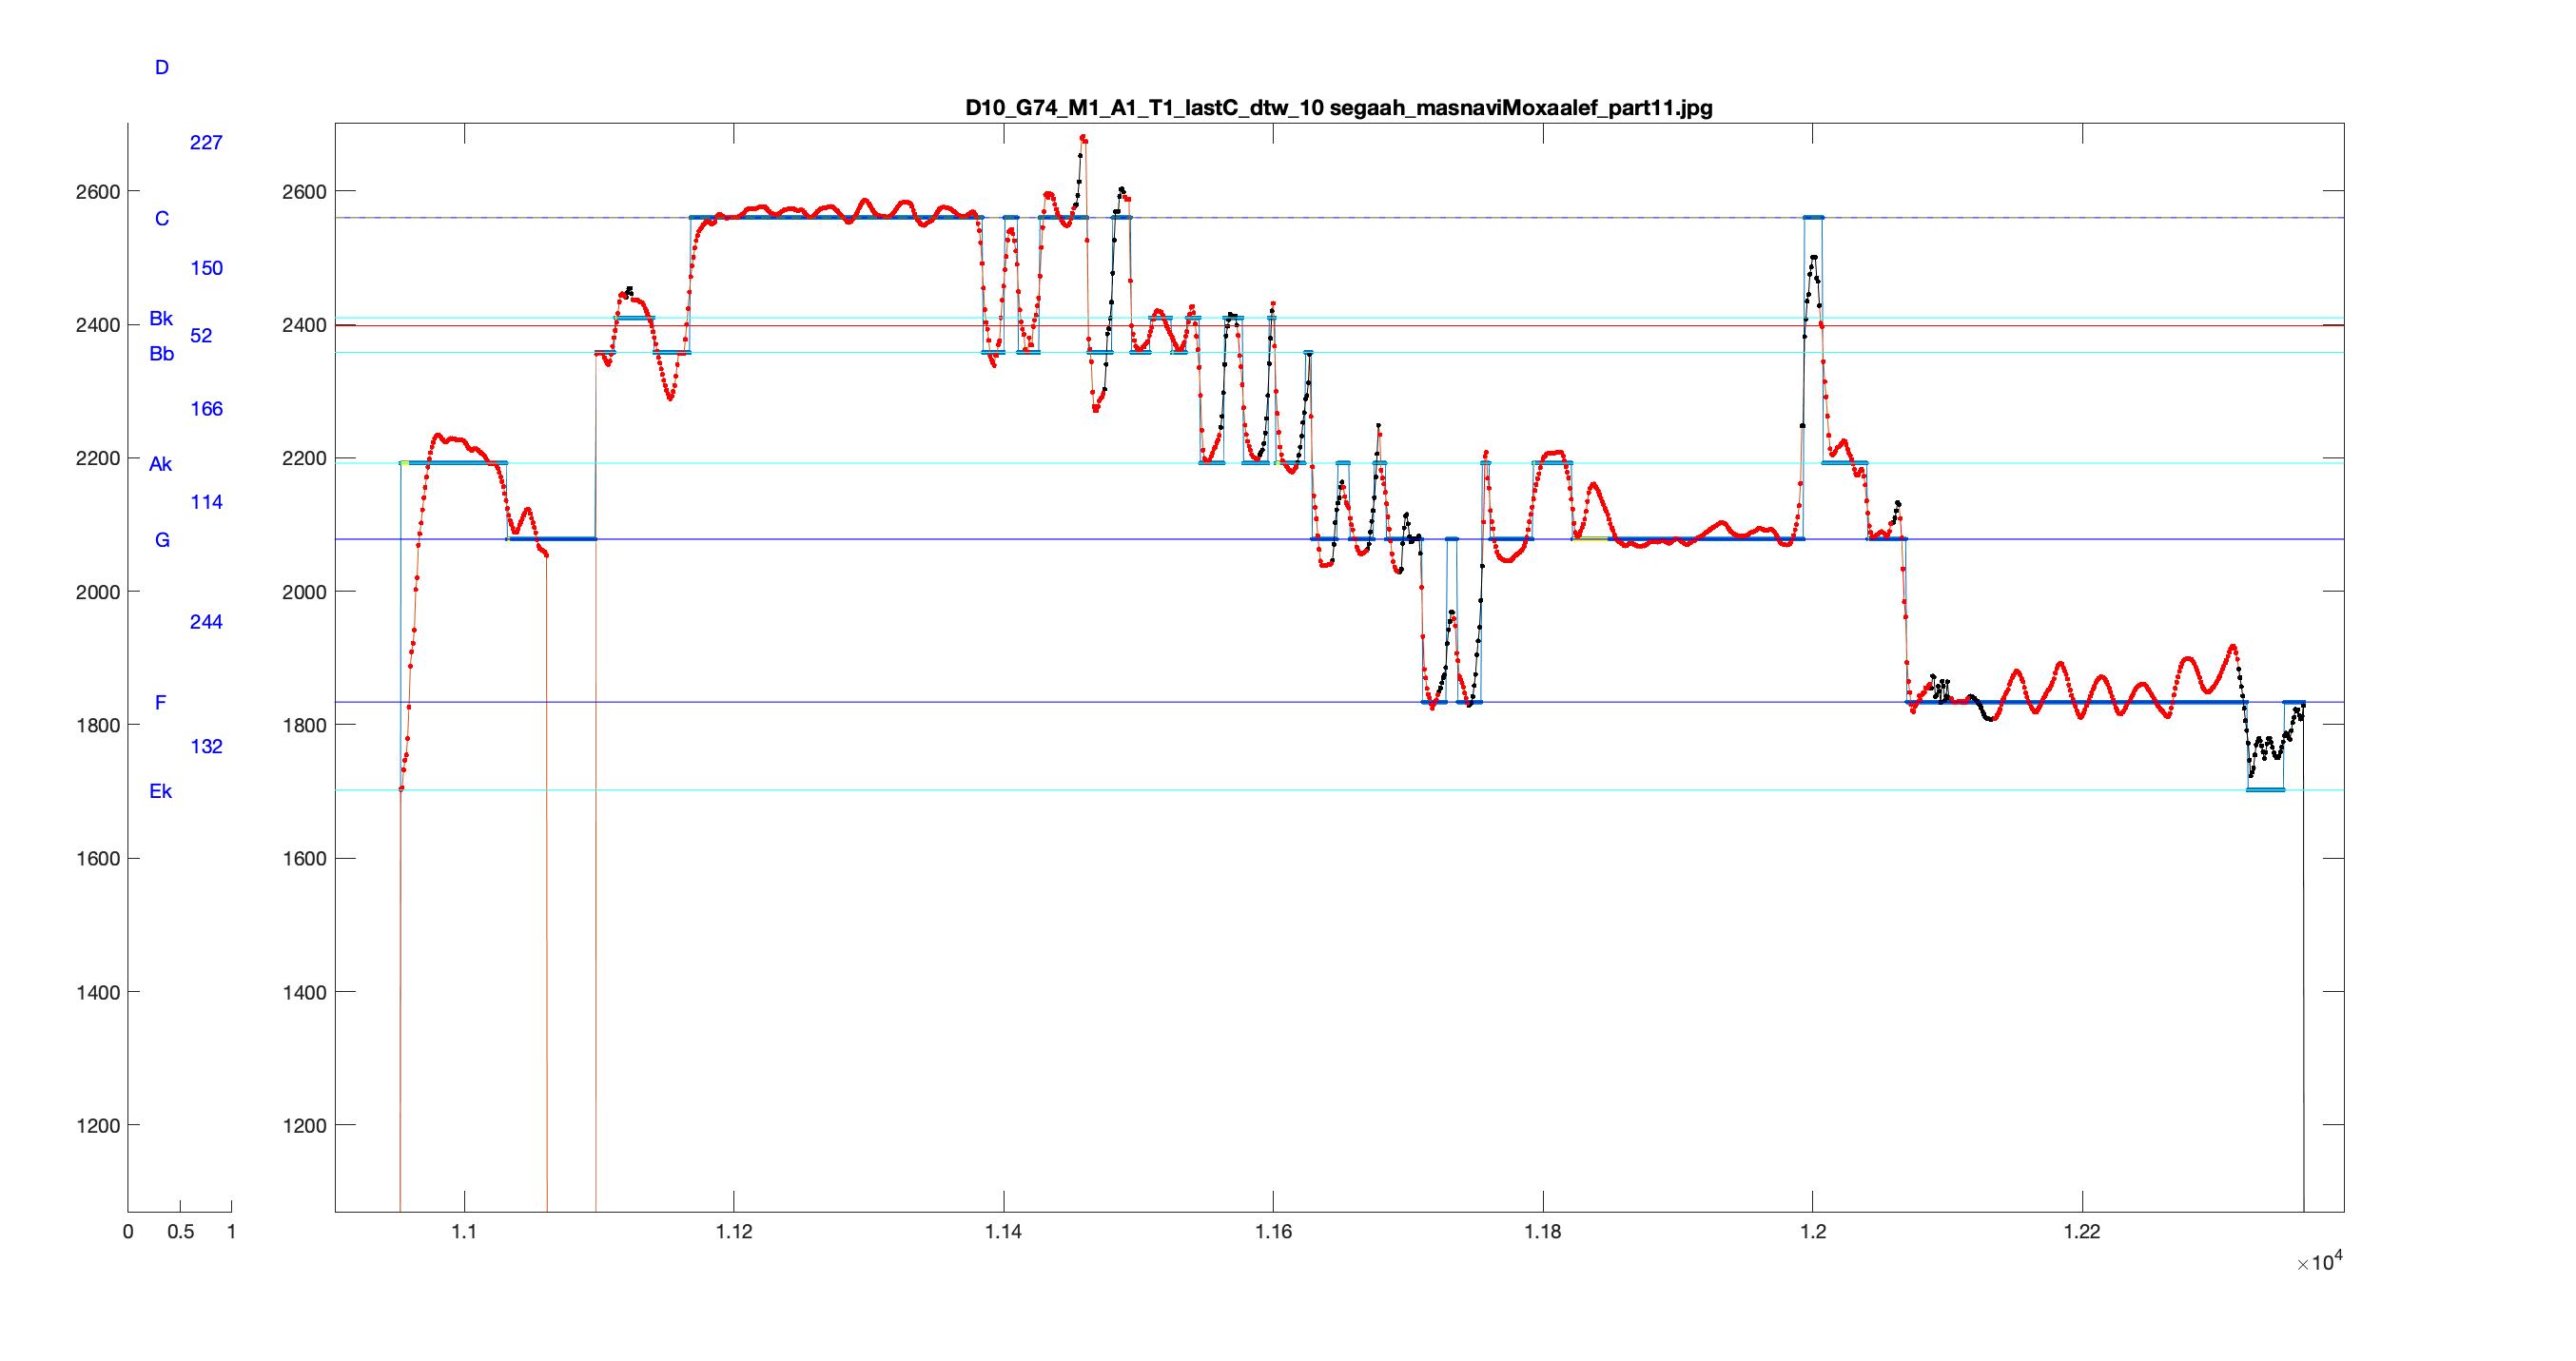 D
D10_G74_M1_A1_T1_lastC_dtw_10 segaah_masnaviMoxaalef_part11.jpg
227
2600 2600
C
150
Bk
2400 2400
52
Bb
166
2200 Ak 2200
114
G
2000 2000
244
F
1800 1800
132
Ek
1600 1600
1400 1400
1200 1200
0 0.5 1 1.1 1.12 1.14 1.16 1.18 1.2 1.22
×10^4